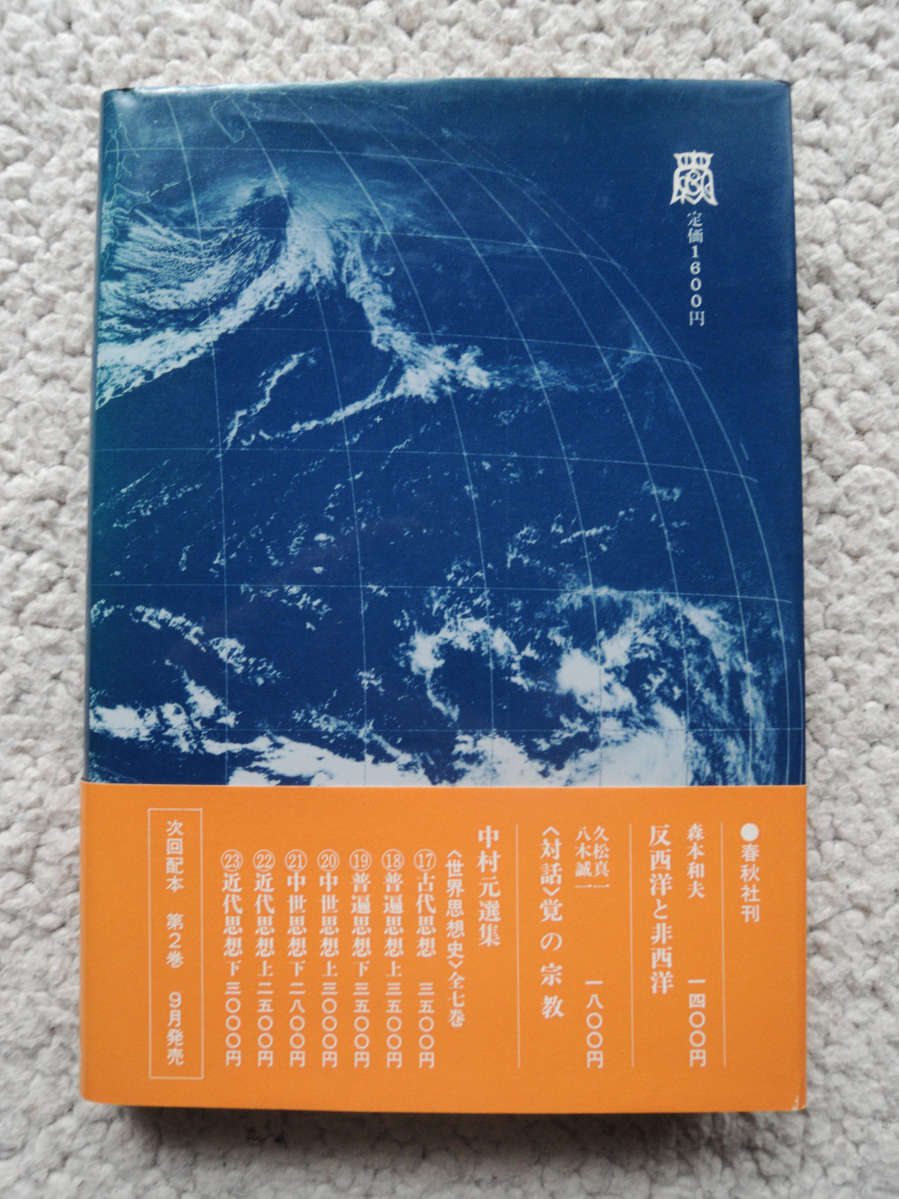 定価1600円
●春秋社刊
森本和夫
反西洋と非西洋 一四〇〇円
久松真一
八木誠一
〈対話〉覚の宗教 一八〇〇円
中村元選集
〈世界思想史〉全七巻
⑰古代思想 三五〇〇円
⑱普遍思想上三五〇〇円
⑲普遍思想下三五〇〇円
⑳中世思想上三〇〇〇円
㉑中世思想下二八〇〇円
㉒近代思想上二五〇〇円
㉓近代思想下三〇〇〇円
次回配本 第2巻 9月発売